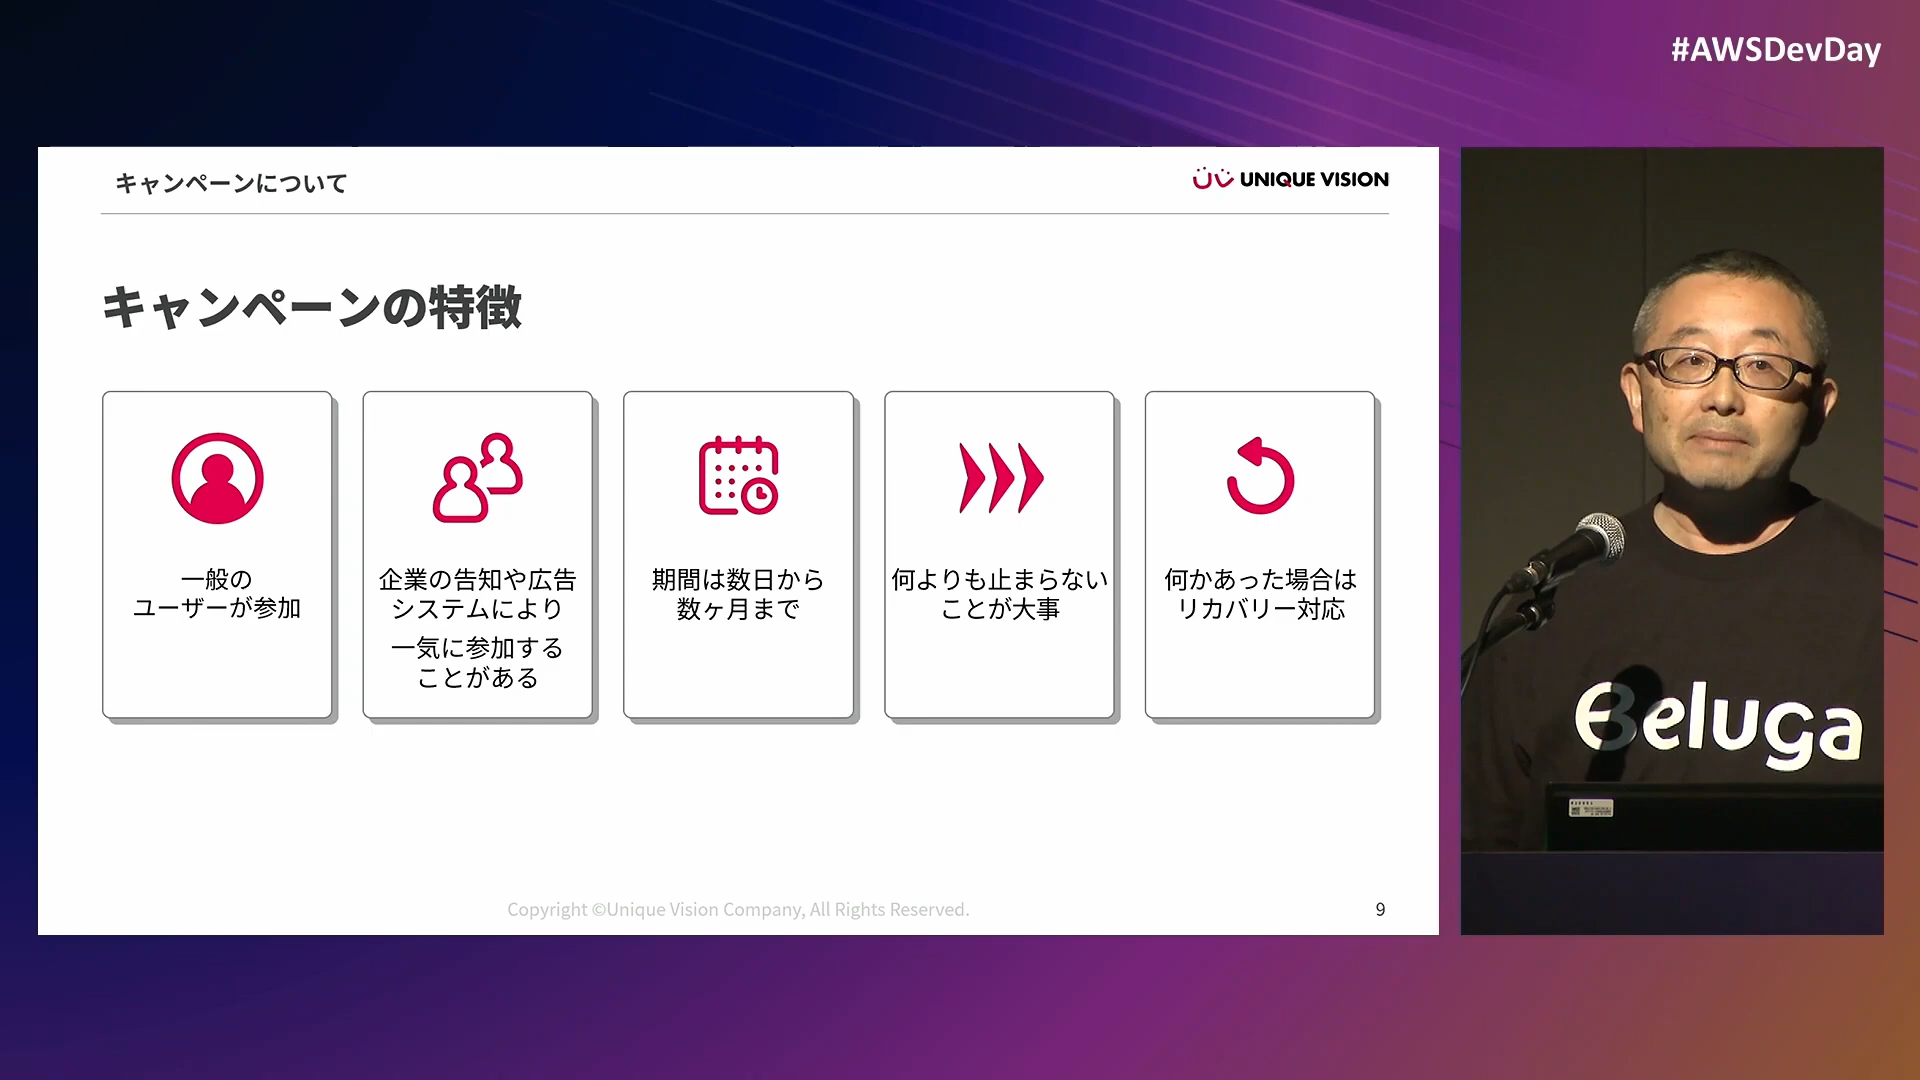 #AWSDevDay
キャンペーンについて
UNIQUE VISION
キャンペーンの特徴
一般の
ユーザーが参加
企業の告知や広告
システムにより
一気に参加する
ことがある
期間は数日から
数ヶ月まで
何よりも止まらない
ことが大事
何かあった場合は
リカバリー対応
Beluga
Copyright ©Unique Vision Company, All Rights Reserved.
9